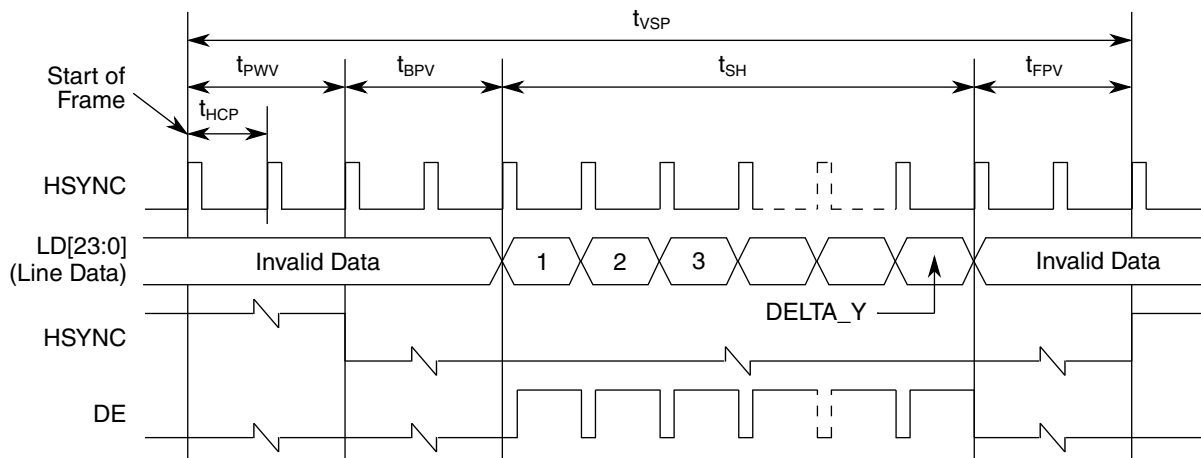 tVSP
tPWV tBPV tSH tFPV
Start of
Frame
tHCP
HSYNC
LD[23:0]
(Line Data)
Invalid Data 1 2 3 Invalid Data
DELTA_Y
HSYNC
DE